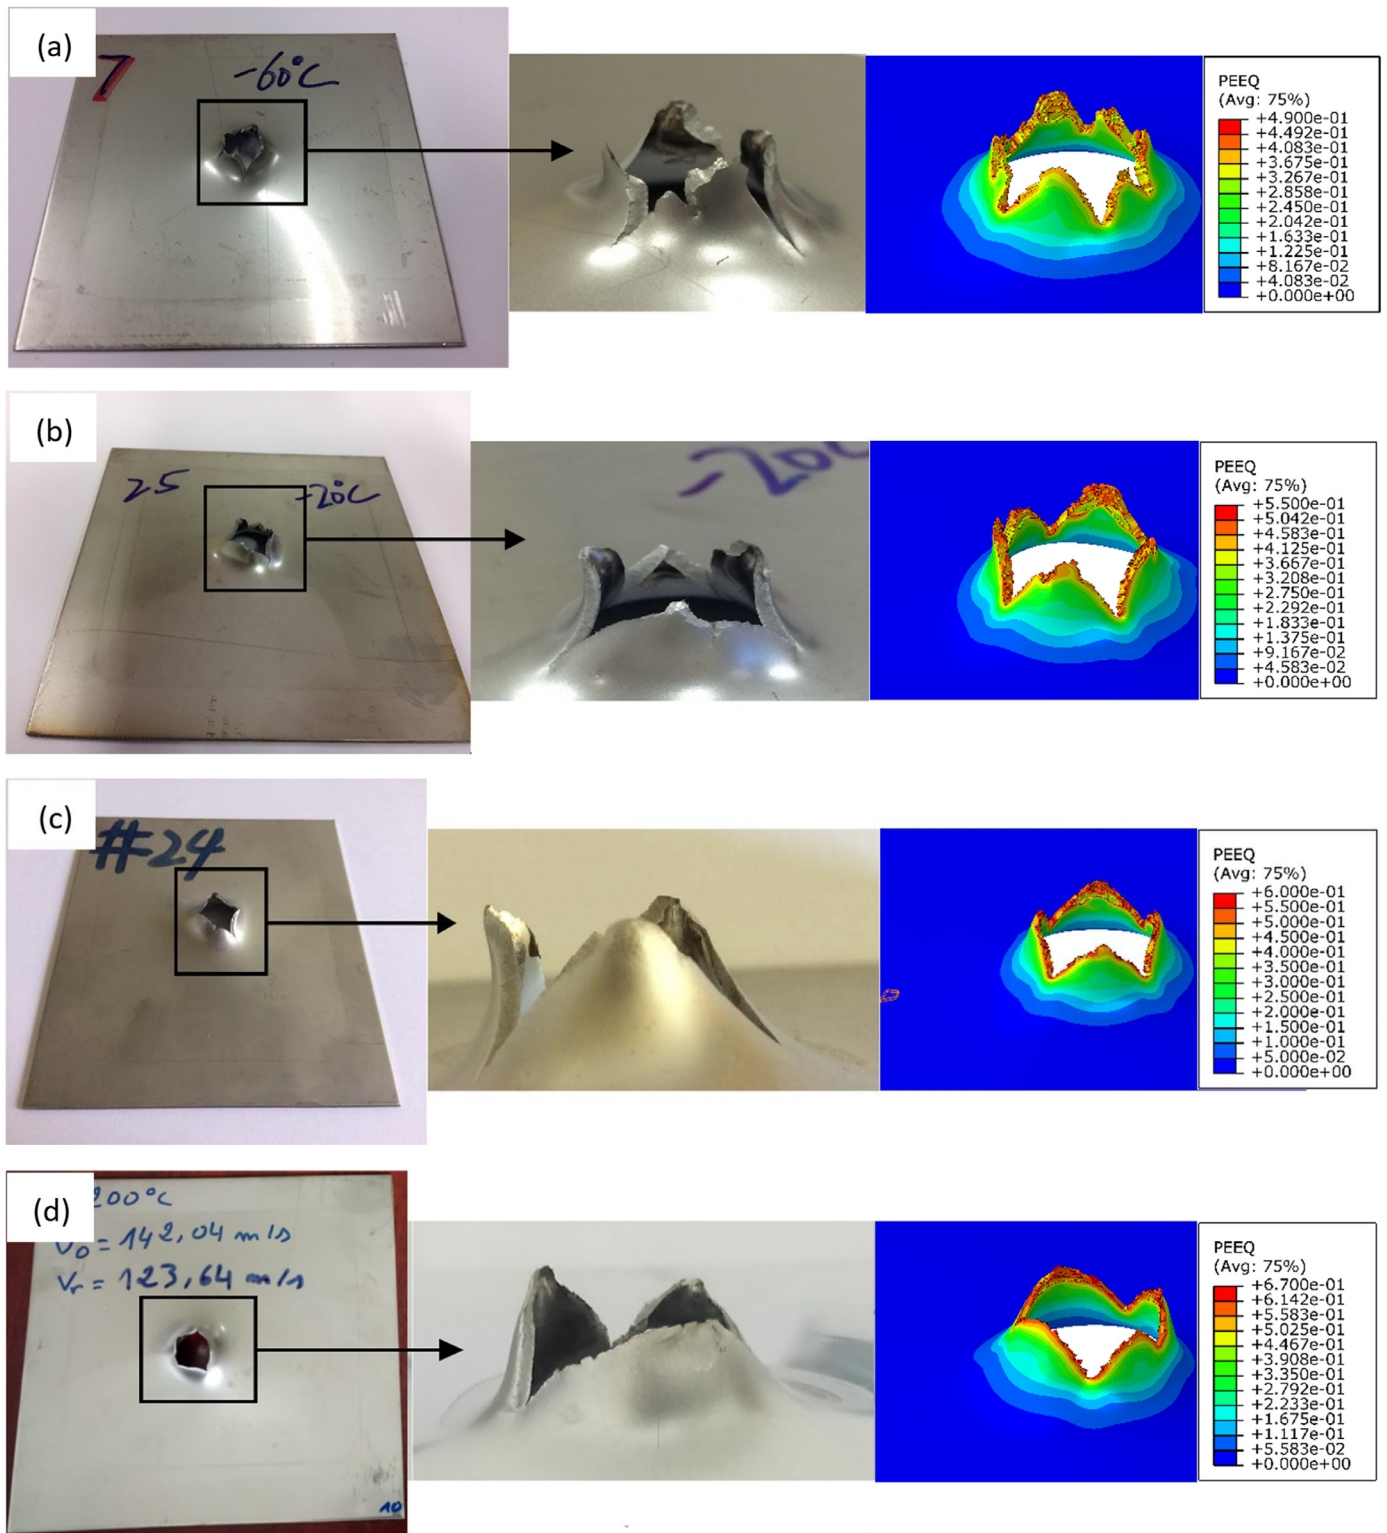 (a)
7
-60°C
PEEQ
(Avg: 75%)
+4.900e-01
+4.492e-01
+4.083e-01
+3.675e-01
+3.267e-01
+2.858e-01
+2.450e-01
+2.042e-01
+1.633e-01
+1.225e-01
+8.167e-02
+4.083e-02
+0.000e+00
(b)
25
-20°C
-20C
PEEQ
(Avg: 75%)
+5.500e-01
+5.042e-01
+4.583e-01
+4.125e-01
+3.667e-01
+3.208e-01
+2.750e-01
+2.292e-01
+1.833e-01
+1.375e-01
+9.167e-02
+4.583e-02
+0.000e+00
(c)
#24
PEEQ
(Avg: 75%)
+6.000e-01
+5.500e-01
+5.000e-01
+4.500e-01
+4.000e-01
+3.500e-01
+3.000e-01
+2.500e-01
+2.000e-01
+1.500e-01
+1.000e-01
+5.000e-02
+0.000e+00
(d)
200°C
V₀ = 142,04 m/s
Vr = 123,64 m/s
10
PEEQ
(Avg: 75%)
+6.700e-01
+6.142e-01
+5.583e-01
+5.025e-01
+4.467e-01
+3.908e-01
+3.350e-01
+2.792e-01
+2.233e-01
+1.675e-01
+1.117e-01
+5.583e-02
+0.000e+00